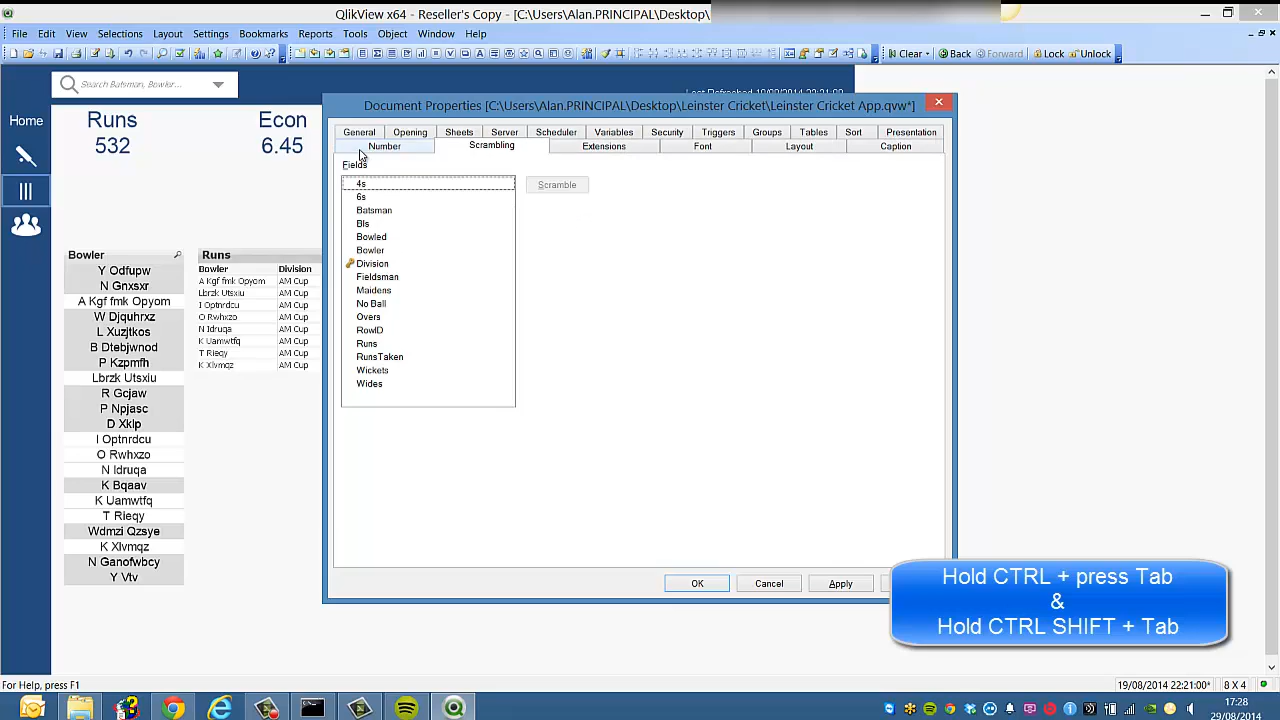 QlikView x64 - Reseller's Copy - [C:\Users\Alan.PRINCIPAL\Desktop\
File Edit View Selections Layout Settings Bookmarks Reports Tools Object Window Help
Clear Back Forward Lock Unlock
Search Batsman, Bowler,...
Last Refreshed 19/08/2014 22:21:00
Document Properties [C:\Users\Alan.PRINCIPAL\Desktop\Leinster Cricket\Leinster Cricket App.qvw*]
Home
Runs
532
Econ
6.45
General Opening Sheets Server Scheduler Variables Security Triggers Groups Tables Sort Presentation
Number Scrambling Extensions Font Layout Caption
Fields
Scramble
4s
6s
Batsman
Bls
Bowled
Bowler
Division
Fieldsman
Maidens
No Ball
Overs
RowID
Runs
RunsTaken
Wickets
Wides
Bowler
Y Odfupw
N Gnxsxr
A Kgf fmk Opyom
W Djquhrxz
L Xuzjtkos
B Dtebjwnod
P Kzpmfh
Lbrzk Utsxiu
R Gcjaw
P Npjasc
D Xklp
I Optnrdcu
O Rwhxzo
N Idruqa
K Bqaav
K Uamwtfq
T Rieqy
Wdmzi Qzsye
K Xlvmqz
N Ganofwbcy
Y Vtv
Runs
Bowler Division
A Kgf fmk Opyom AM Cup
Lbrzk Utsxiu AM Cup
I Optnrdcu AM Cup
O Rwhxzo AM Cup
N Idruqa AM Cup
K Uamwtfq AM Cup
T Rieqy AM Cup
K Xlvmqz AM Cup
OK Cancel Apply
Hold CTRL + press Tab
&
Hold CTRL SHIFT + Tab
For Help, press F1
19/08/2014 22:21:00* 8 X 4
17:28
29/08/2014